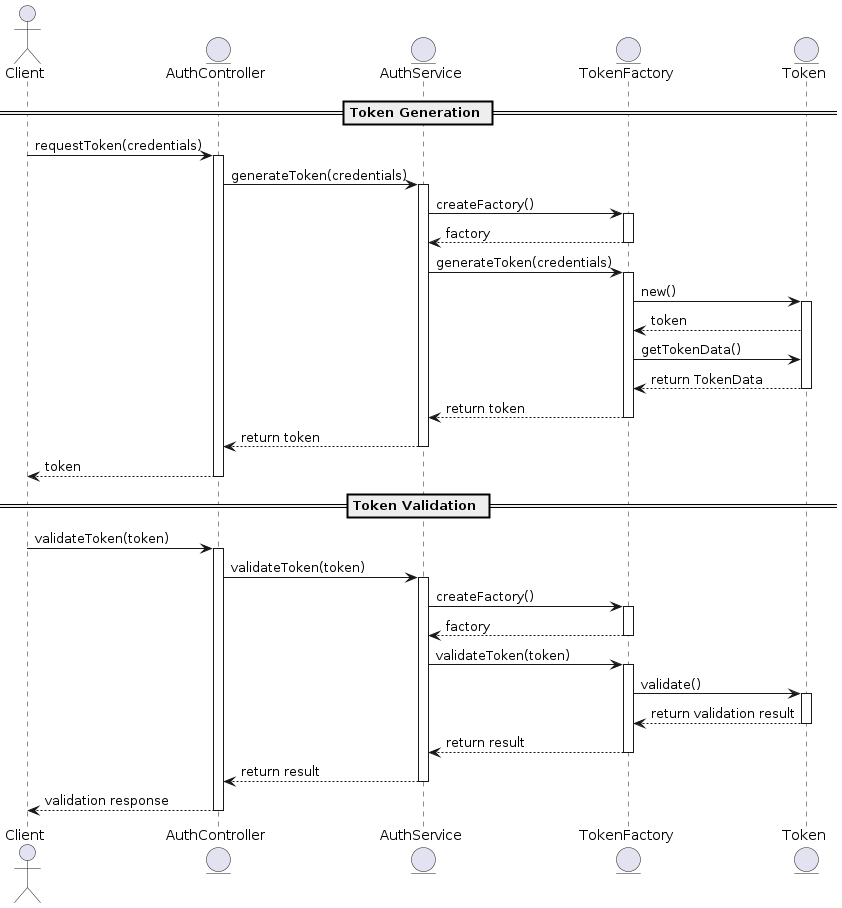 Client
AuthController
AuthService
TokenFactory
Token
Token Generation
requestToken(credentials)
generateToken(credentials)
createFactory()
factory
generateToken(credentials)
new()
token
getTokenData()
return TokenData
return token
return token
token
Token Validation
validateToken(token)
validateToken(token)
createFactory()
factory
validateToken(token)
validate()
return validation result
return result
return result
validation response
Client
AuthController
AuthService
TokenFactory
Token